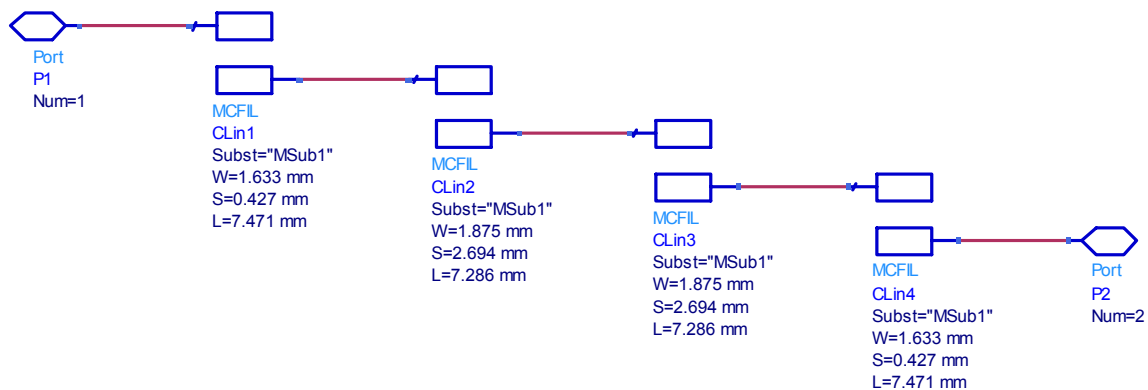 Port
P1
Num=1
MCFIL
CLin1
Subst="MSub1"
W=1.633 mm
S=0.427 mm
L=7.471 mm
MCFIL
CLin2
Subst="MSub1"
W=1.875 mm
S=2.694 mm
L=7.286 mm
MCFIL
CLin3
Subst="MSub1"
W=1.875 mm
S=2.694 mm
L=7.286 mm
MCFIL
CLin4
Subst="MSub1"
W=1.633 mm
S=0.427 mm
L=7.471 mm
Port
P2
Num=2